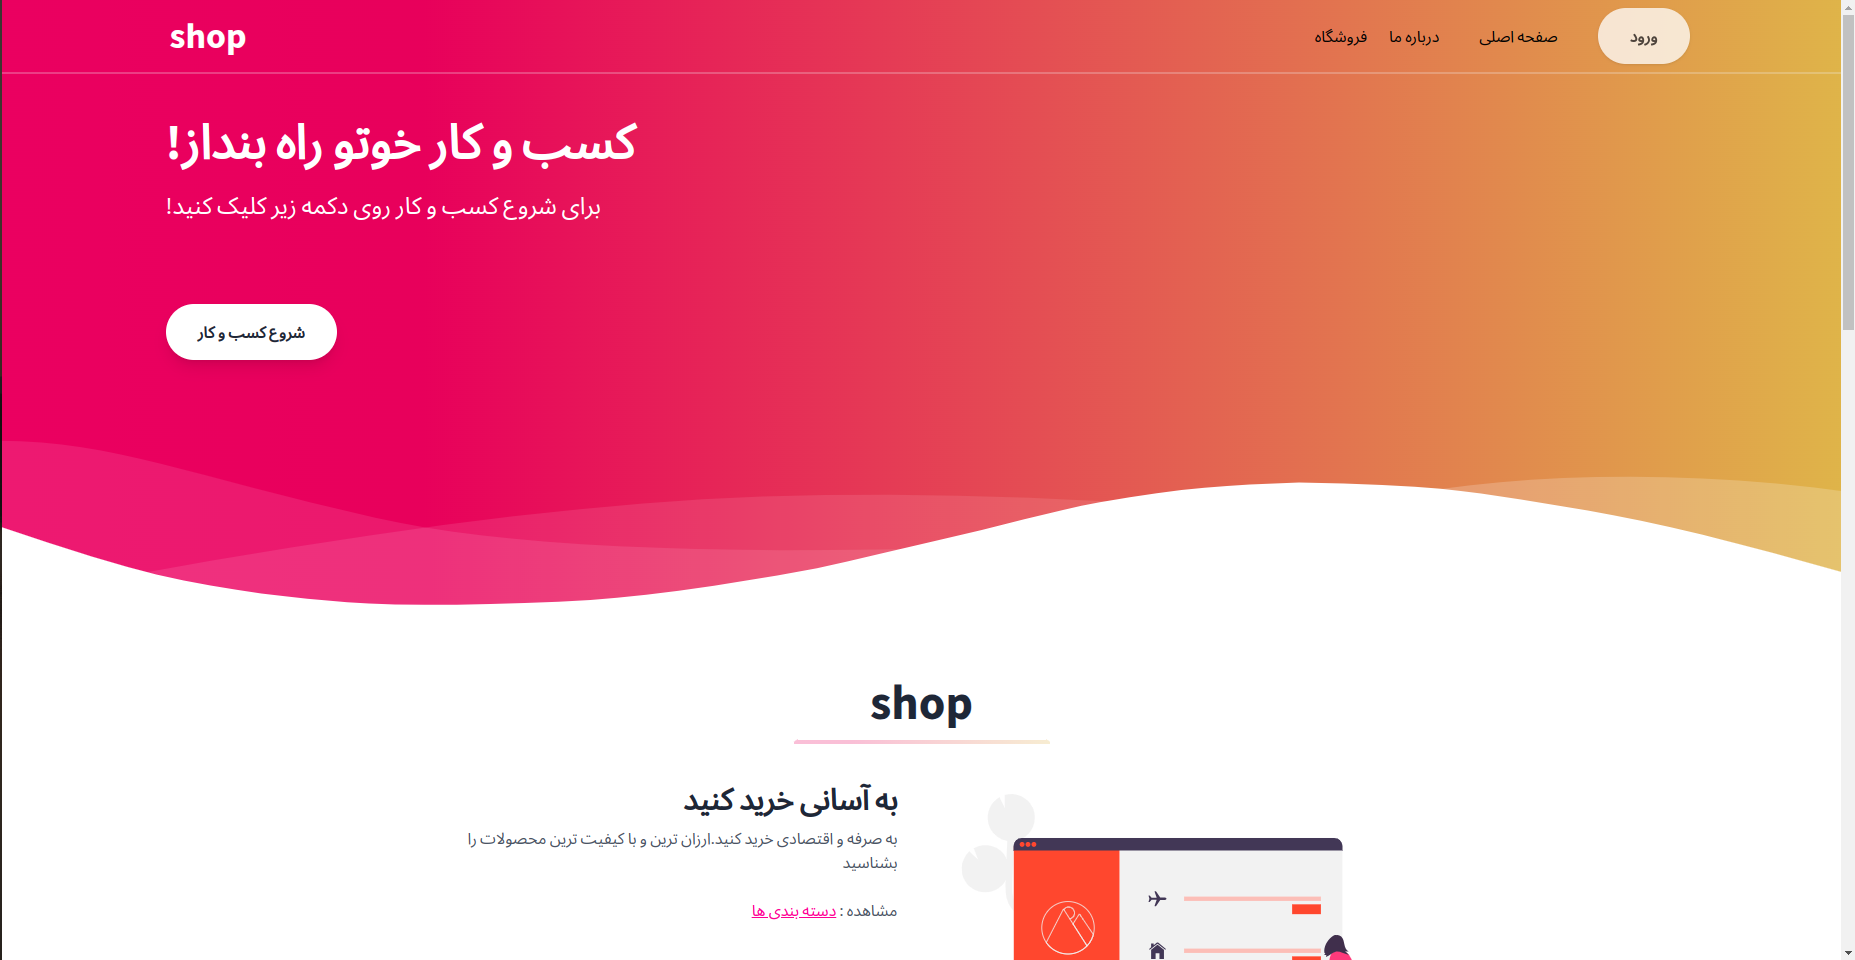 shop
ورود
صفحه اصلی
درباره ما
فروشگاه
کسب و کار خوتو راه بنداز!
برای شروع کسب و کار روی دکمه زیر کلیک کنید!
شروع کسب و کار
shop
به آسانی خرید کنید
به صرفه و اقتصادی خرید کنید.ارزان ترین و با کیفیت ترین محصولات را
بشناسید
مشاهده : دسته بندی ها